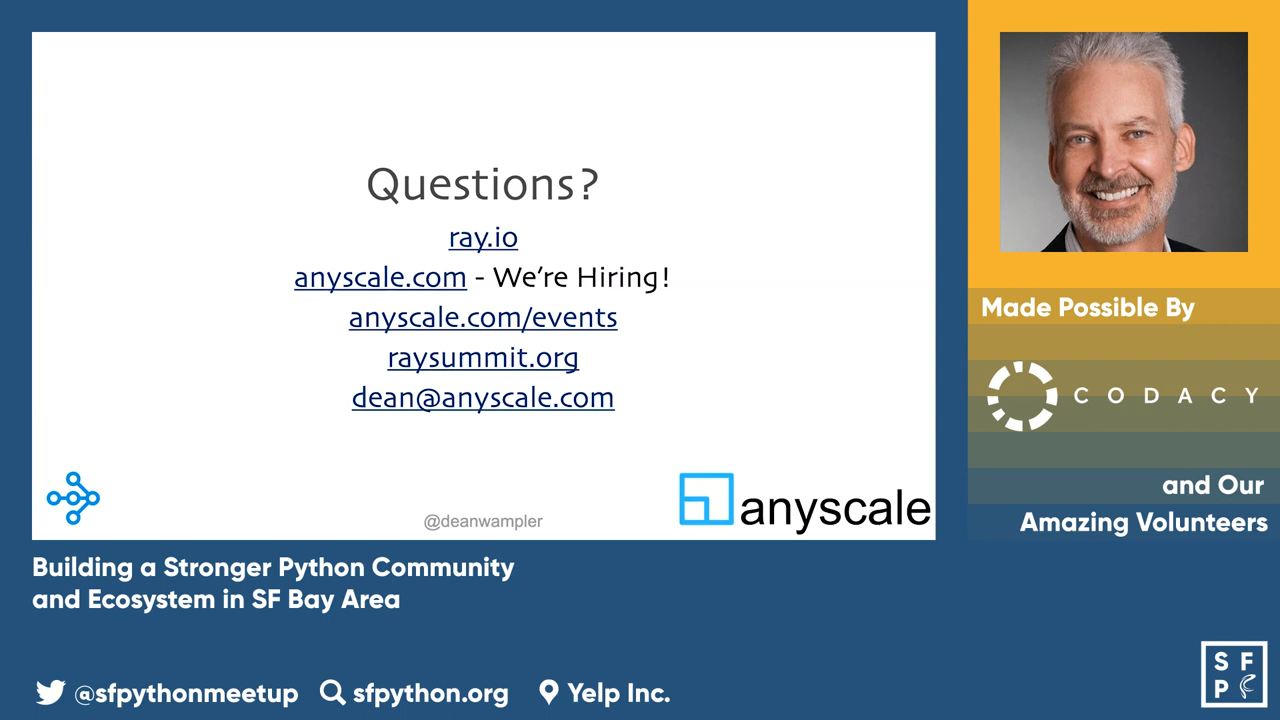 Questions?
ray.io
anyscale.com - We're Hiring!
anyscale.com/events
raysummit.org
dean@anyscale.com
@deanwampler
anyscale
Made Possible By
CODACY
and Our
Amazing Volunteers
Building a Stronger Python Community
and Ecosystem in SF Bay Area
@sfpythonmeetup sfpython.org Yelp Inc.
S F
P